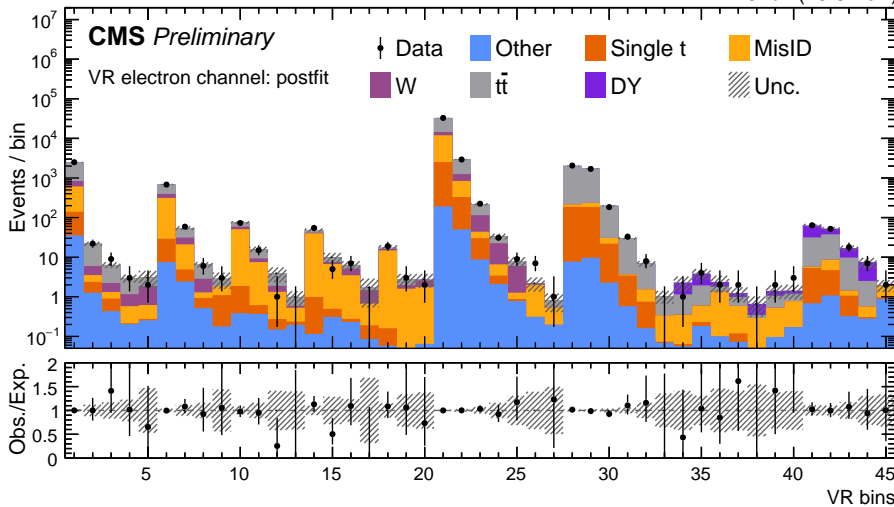 CMS Preliminary
VR electron channel: postfit
Data
Other
Single t
MisID
W
tt̄
DY
Unc.
Events / bin
10⁷
10⁶
10⁵
10⁴
10³
10²
10
1
10⁻¹
Obs./Exp.
2
1.5
1
0.5
0
5
10
15
20
25
30
35
40
45
VR bins